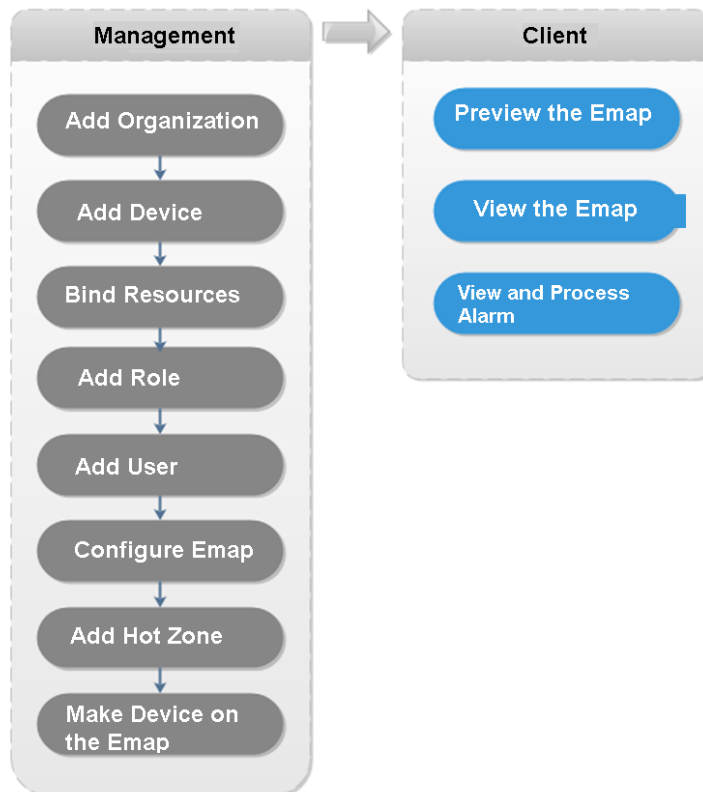 Management
Add Organization
Add Device
Bind Resources
Add Role
Add User
Configure Emap
Add Hot Zone
Make Device on
the Emap
Client
Preview the Emap
View the Emap
View and Process
Alarm